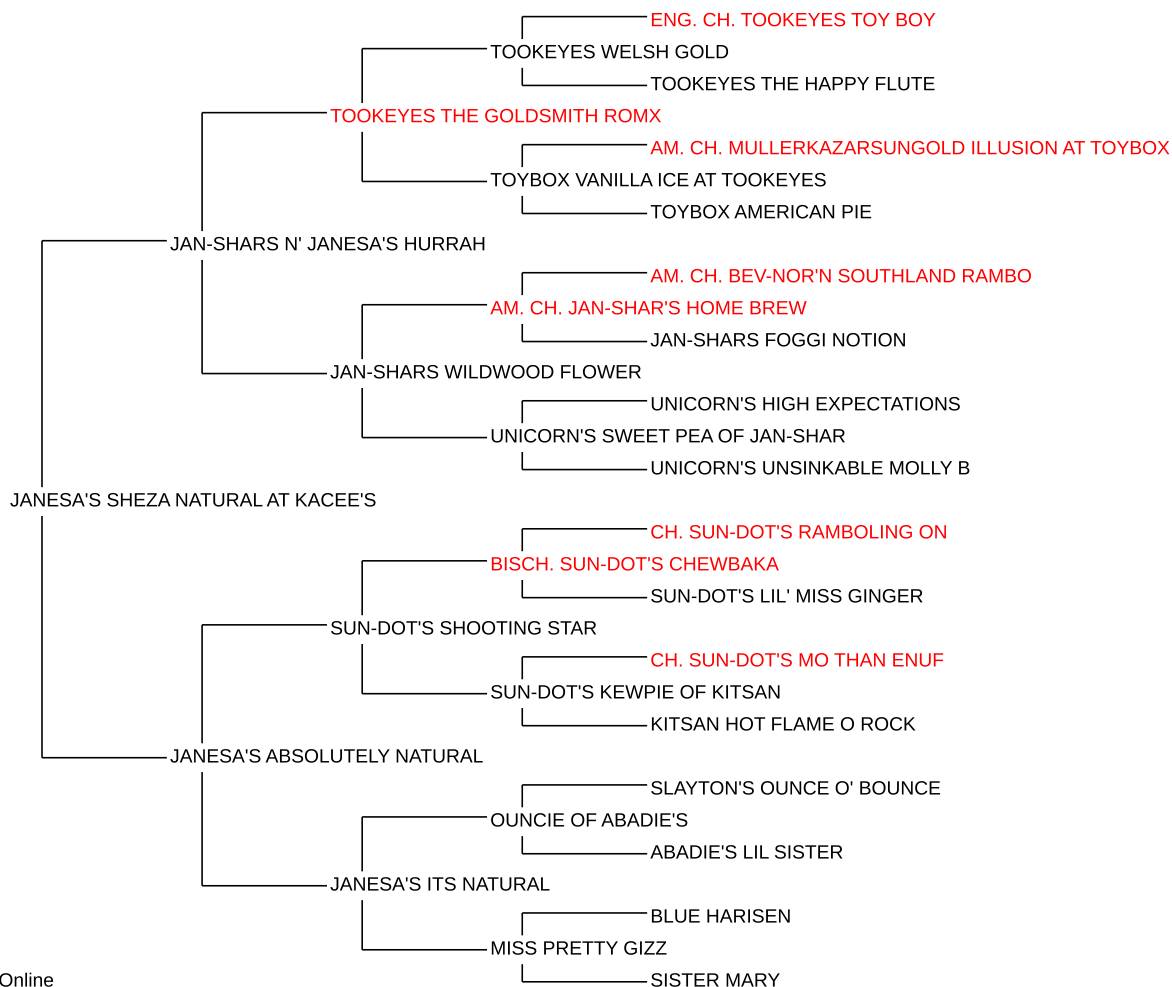 ENG. CH. TOOKEYES TOY BOY
TOOKEYES WELSH GOLD
TOOKEYES THE HAPPY FLUTE
TOOKEYES THE GOLDSMITH ROMX
AM. CH. MULLERKAZARSUNGOLD ILLUSION AT TOYBOX
TOYBOX VANILLA ICE AT TOOKEYES
TOYBOX AMERICAN PIE
JAN-SHARS N' JANESA'S HURRAH
AM. CH. BEV-NOR'N SOUTHLAND RAMBO
AM. CH. JAN-SHAR'S HOME BREW
JAN-SHARS FOGGI NOTION
JAN-SHARS WILDWOOD FLOWER
UNICORN'S HIGH EXPECTATIONS
UNICORN'S SWEET PEA OF JAN-SHAR
UNICORN'S UNSINKABLE MOLLY B
JANESA'S SHEZA NATURAL AT KACEE'S
CH. SUN-DOT'S RAMBOLING ON
BISCH. SUN-DOT'S CHEWBAKA
SUN-DOT'S LIL' MISS GINGER
SUN-DOT'S SHOOTING STAR
CH. SUN-DOT'S MO THAN ENUF
SUN-DOT'S KEWPIE OF KITSAN
KITSAN HOT FLAME O ROCK
JANESA'S ABSOLUTELY NATURAL
SLAYTON'S OUNCE O' BOUNCE
OUNCIE OF ABADIE'S
ABADIE'S LIL SISTER
JANESA'S ITS NATURAL
BLUE HARISEN
MISS PRETTY GIZZ
SISTER MARY
Online